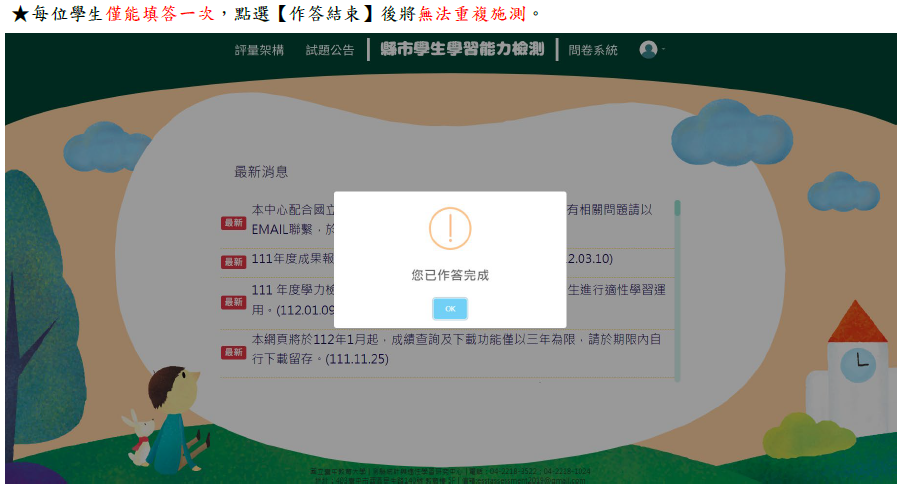 ★每位學生僅能填答一次，點選【作答結束】後將無法重複施測。
評量架構 試題公告 縣市學生學習能力檢測 問卷系統
最新消息
本中心配合國立 有相關問題請以
最新
EMAIL聯繫，於
最新 111年度成果報 2.03.10)
您已作答完成
111 年度學力檢 生進行適性學習運
最新
用。(112.01.09
OK
本網頁將於112年1月起，成績查詢及下載功能僅以三年為限，請於期限內自
最新
行下載留存。(111.11.25)